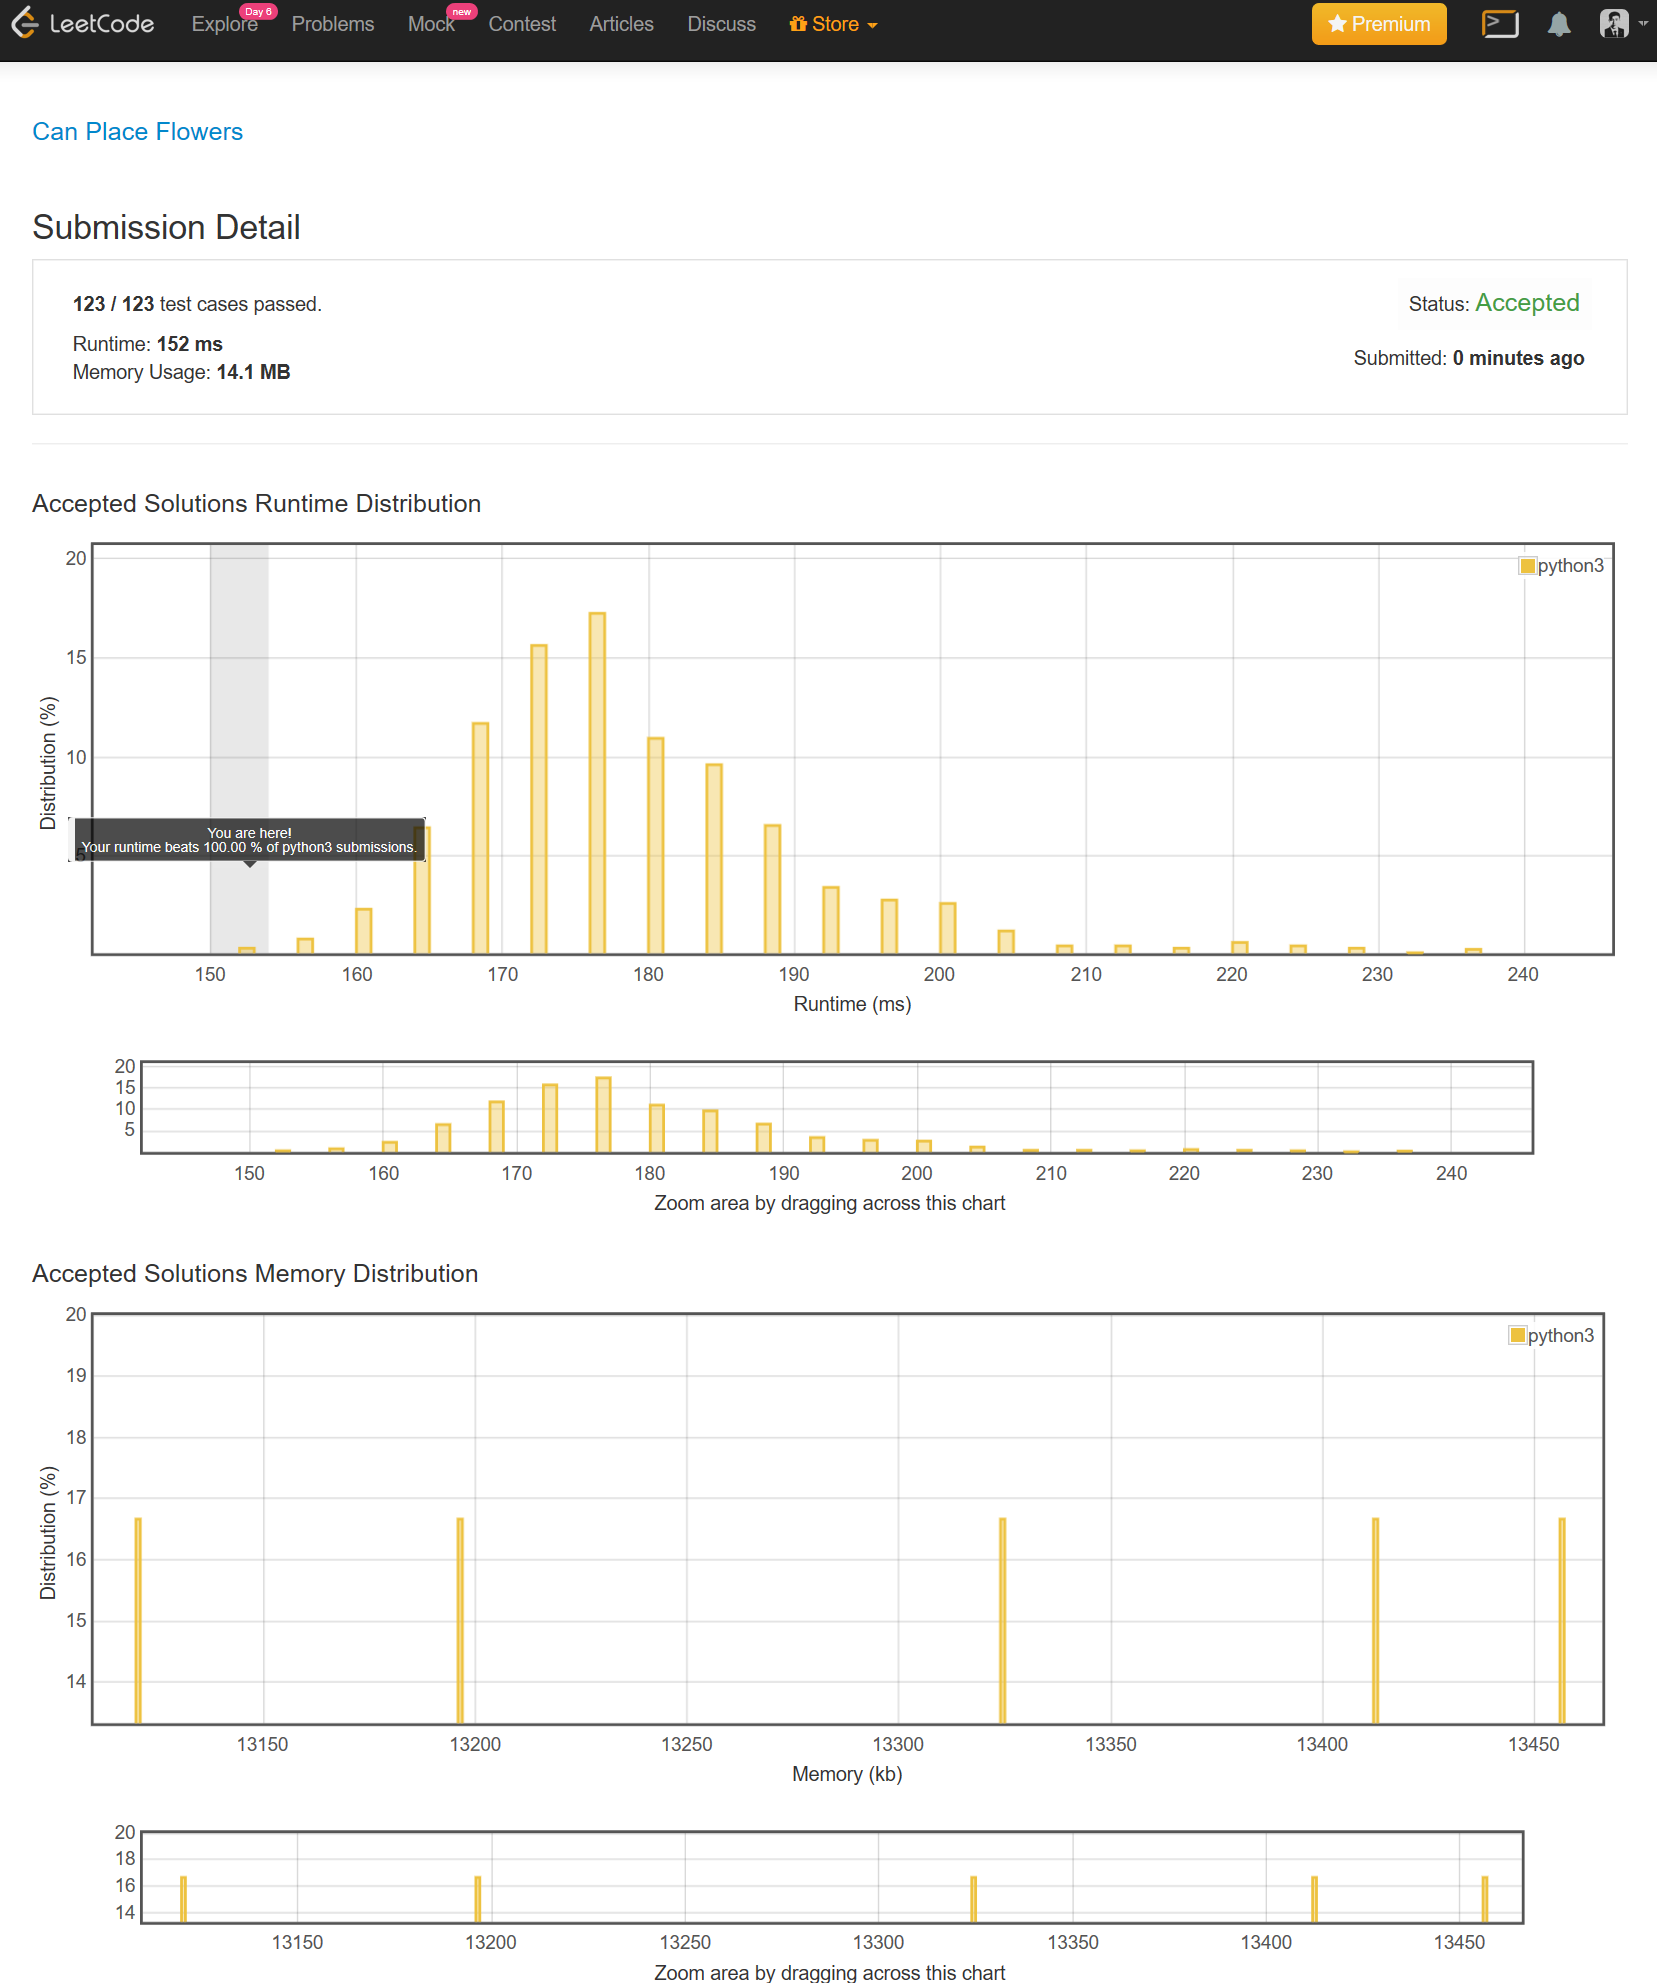 LeetCode Explore Day 6 Problems Mock new Contest Articles Discuss Store Premium
Can Place Flowers
Submission Detail
123 / 123 test cases passed.
Status: Accepted
Runtime: 152 ms
Submitted: 0 minutes ago
Memory Usage: 14.1 MB
Accepted Solutions Runtime Distribution
20
python3
15
Distribution (%)
10
You are here!
Your runtime beats 100.00 % of python3 submissions.
5
150 160 170 180 190 200 210 220 230 240
Runtime (ms)
20
15
10
5
150 160 170 180 190 200 210 220 230 240
Zoom area by dragging across this chart
Accepted Solutions Memory Distribution
20
python3
19
18
Distribution (%)
17
16
15
14
13150 13200 13250 13300 13350 13400 13450
Memory (kb)
20
18
16
14
13150 13200 13250 13300 13350 13400 13450
Zoom area by dragging across this chart